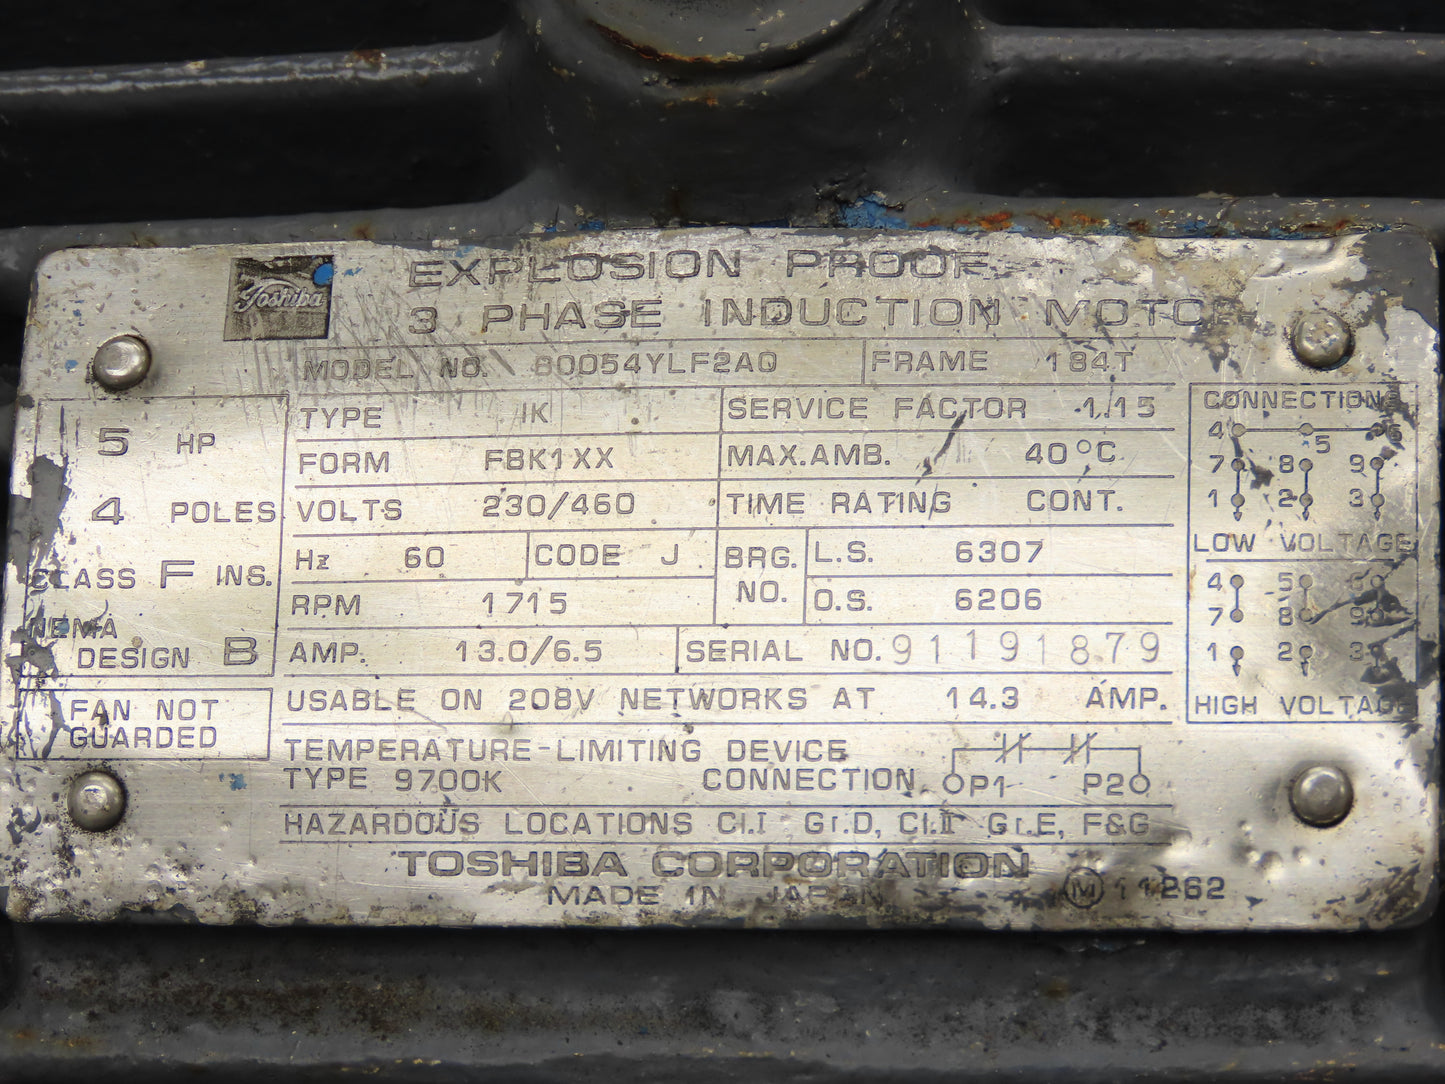 Toshiba
EXPLOSION PROOF
3 PHASE INDUCTION MOTOR
MODEL NO. B0054YLF2A0 FRAME 184T
5 HP
4 POLES
CLASS F INS.
NEMA
DESIGN B
FAN NOT
GUARDED
TYPE IK SERVICE FACTOR 1.15
FORM FBK1XX MAX.AMB. 40°C
VOLTS 230/460 TIME RATING CONT.
Hz 60 CODE J BRG. NO. L.S. 6307
RPM 1715 O.S. 6206
AMP. 13.0/6.5 SERIAL NO. 91191879
USABLE ON 208V NETWORKS AT 14.3 AMP.
TEMPERATURE-LIMITING DEVICE
TYPE 9700K CONNECTION P1 P2
HAZARDOUS LOCATIONS Cl.I Gr.D, Cl.II Gr.E, F&G
TOSHIBA CORPORATION
MADE IN JAPAN M 11262
CONNECTIONS
4 5 6
7 8 9
1 2 3
LOW VOLTAGE
4 5 6
7 8 9
1 2 3
HIGH VOLTAGE